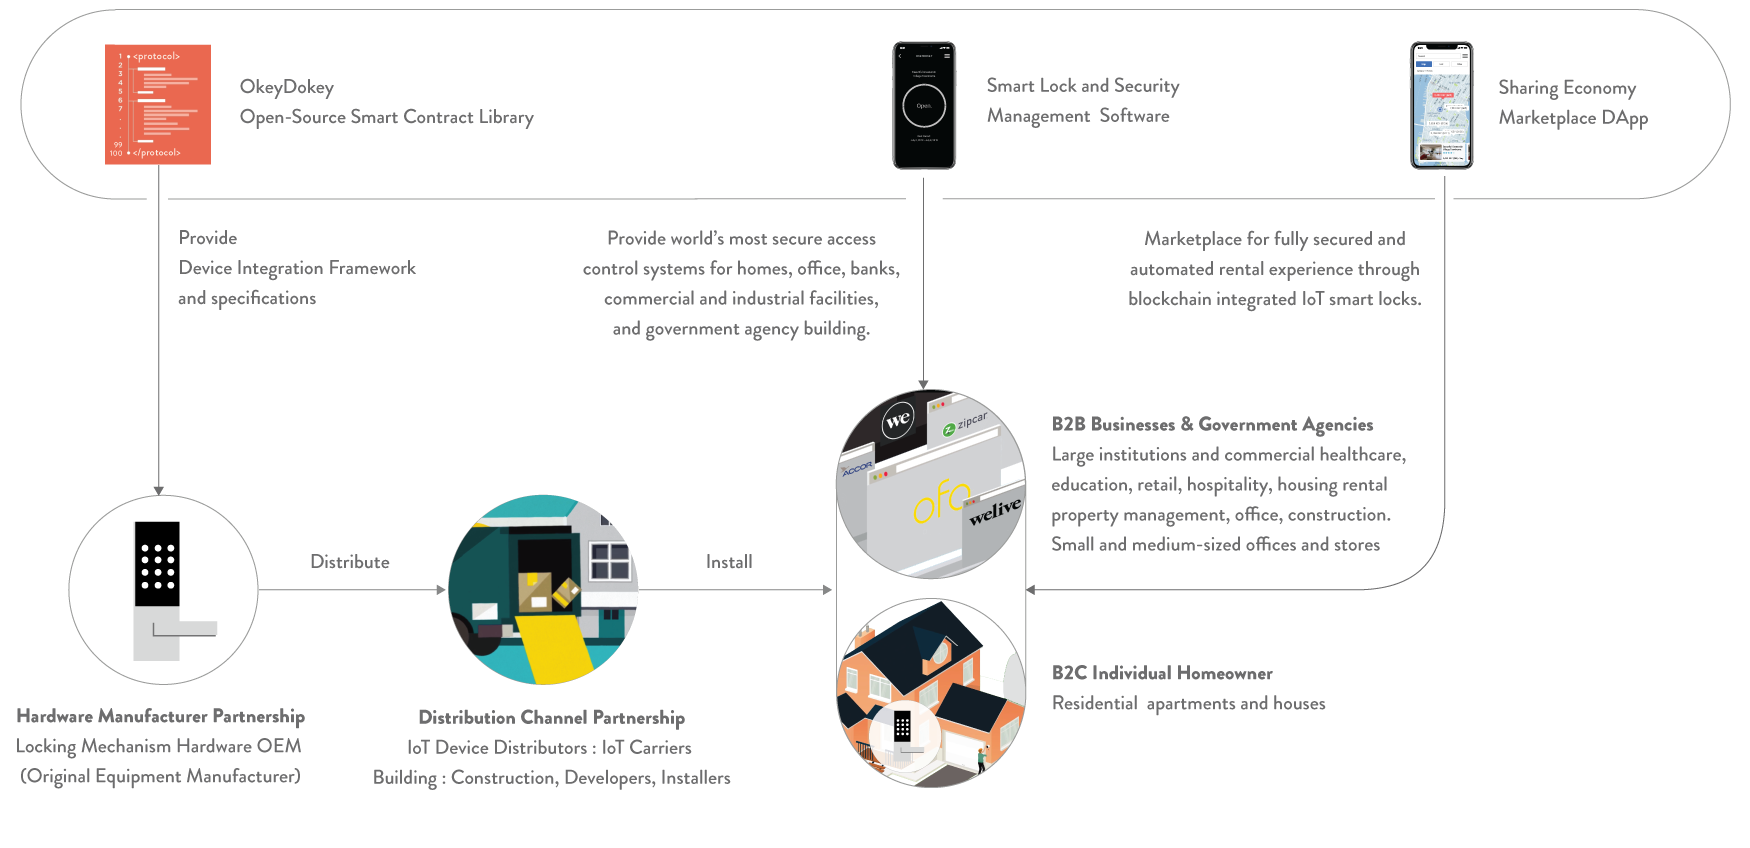 1 <protocol>
2
3
4
5
6
7
.
.
.
99
100 </protocol>
OkeyDokey
Open-Source Smart Contract Library
Open.
Smart Lock and Security
Management Software
Sharing Economy
Marketplace DApp
Provide
Device Integration Framework
and specifications
Provide world's most secure access
control systems for homes, office, banks,
commercial and industrial facilities,
and government agency building.
Marketplace for fully secured and
automated rental experience through
blockchain integrated IoT smart locks.
we
zipcar
ACCOR
ofo
welive
B2B Businesses & Government Agencies
Large institutions and commercial healthcare,
education, retail, hospitality, housing rental
property management, office, construction.
Small and medium-sized offices and stores
Distribute
Install
B2C Individual Homeowner
Residential apartments and houses
Hardware Manufacturer Partnership
Locking Mechanism Hardware OEM
(Original Equipment Manufacturer)
Distribution Channel Partnership
IoT Device Distributors : IoT Carriers
Building : Construction, Developers, Installers